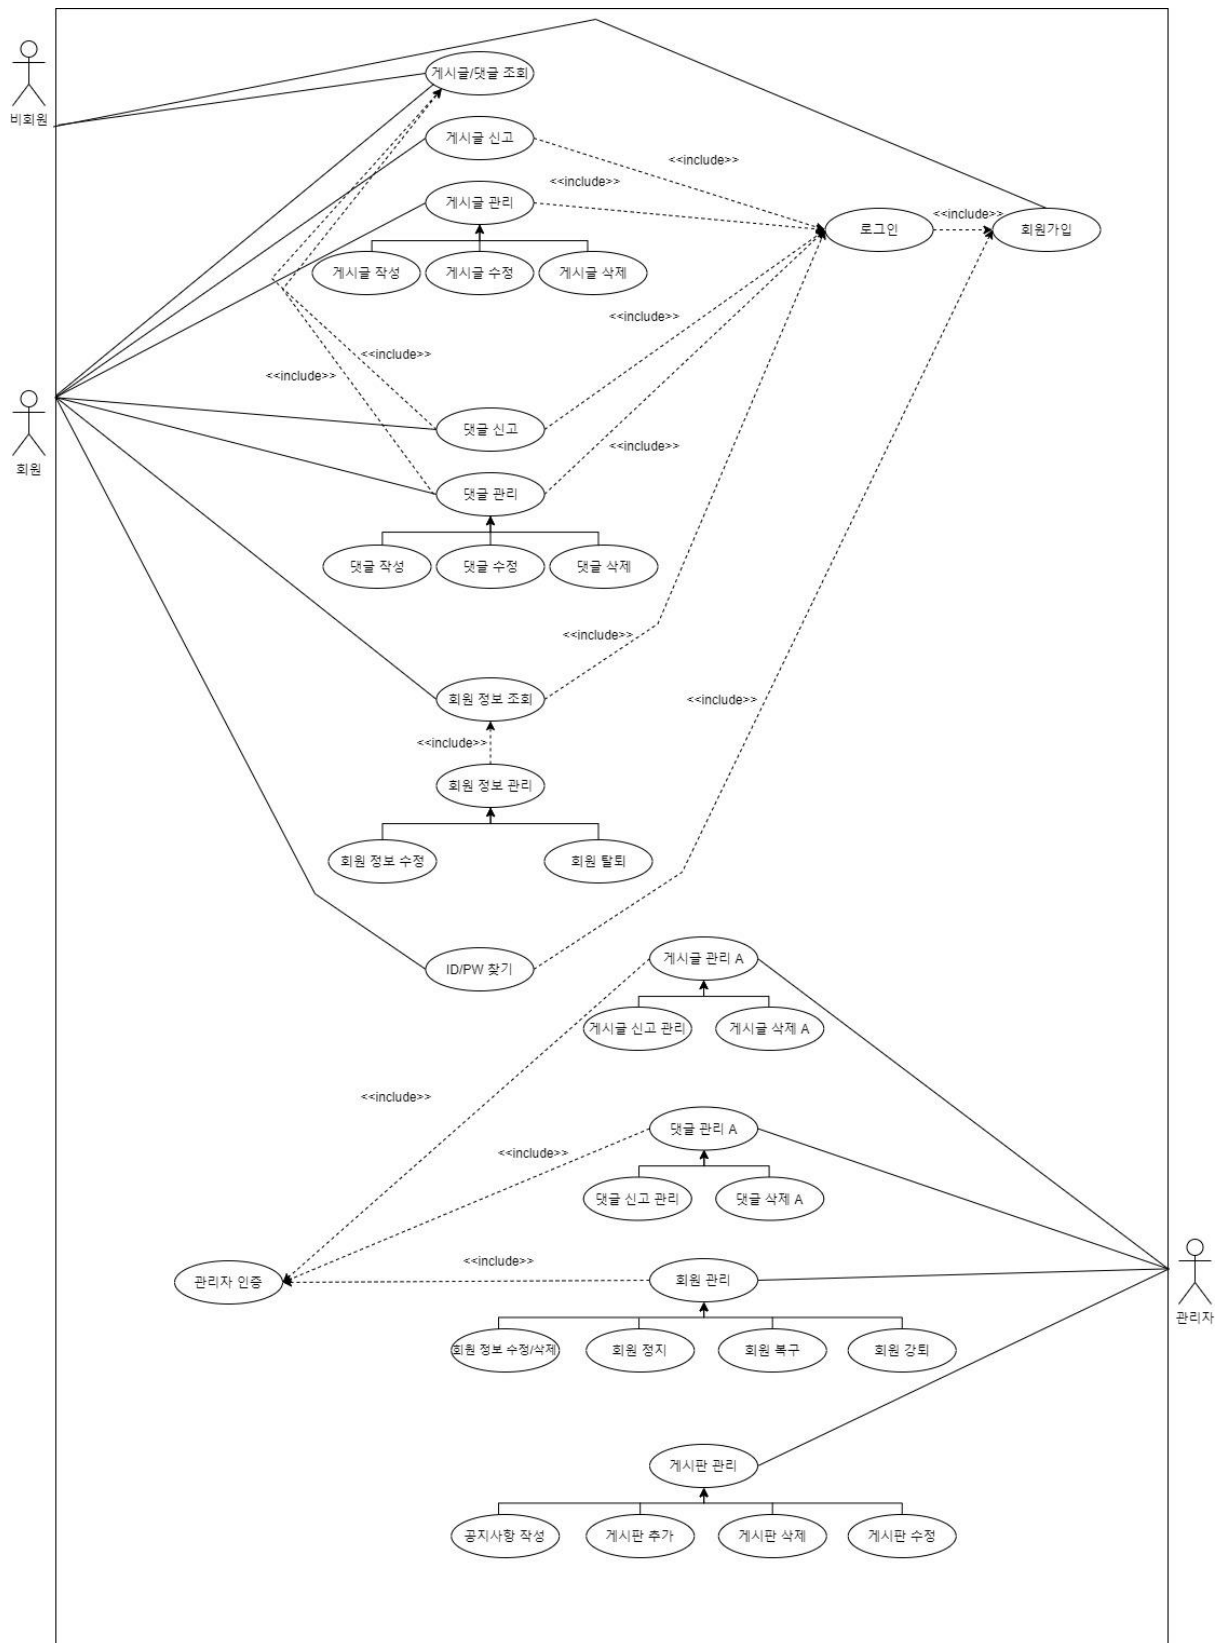 게시글/댓글 조회
비회원
게시글 신고
<<include>>
<<include>>
게시글 관리
로그인
<<include>>
회원가입
게시글 작성
게시글 수정
게시글 삭제
<<include>>
<<include>>
<<include>>
댓글 신고
<<include>>
회원
댓글 관리
댓글 작성
댓글 수정
댓글 삭제
<<include>>
회원 정보 조회
<<include>>
<<include>>
회원 정보 관리
회원 정보 수정
회원 탈퇴
게시글 관리 A
ID/PW 찾기
게시글 신고 관리
게시글 삭제 A
<<include>>
댓글 관리 A
<<include>>
댓글 신고 관리
댓글 삭제 A
<<include>>
관리자 인증
회원 관리
관리자
회원 정보 수정/삭제
회원 정지
회원 복구
회원 강퇴
게시판 관리
공지사항 작성
게시판 추가
게시판 삭제
게시판 수정